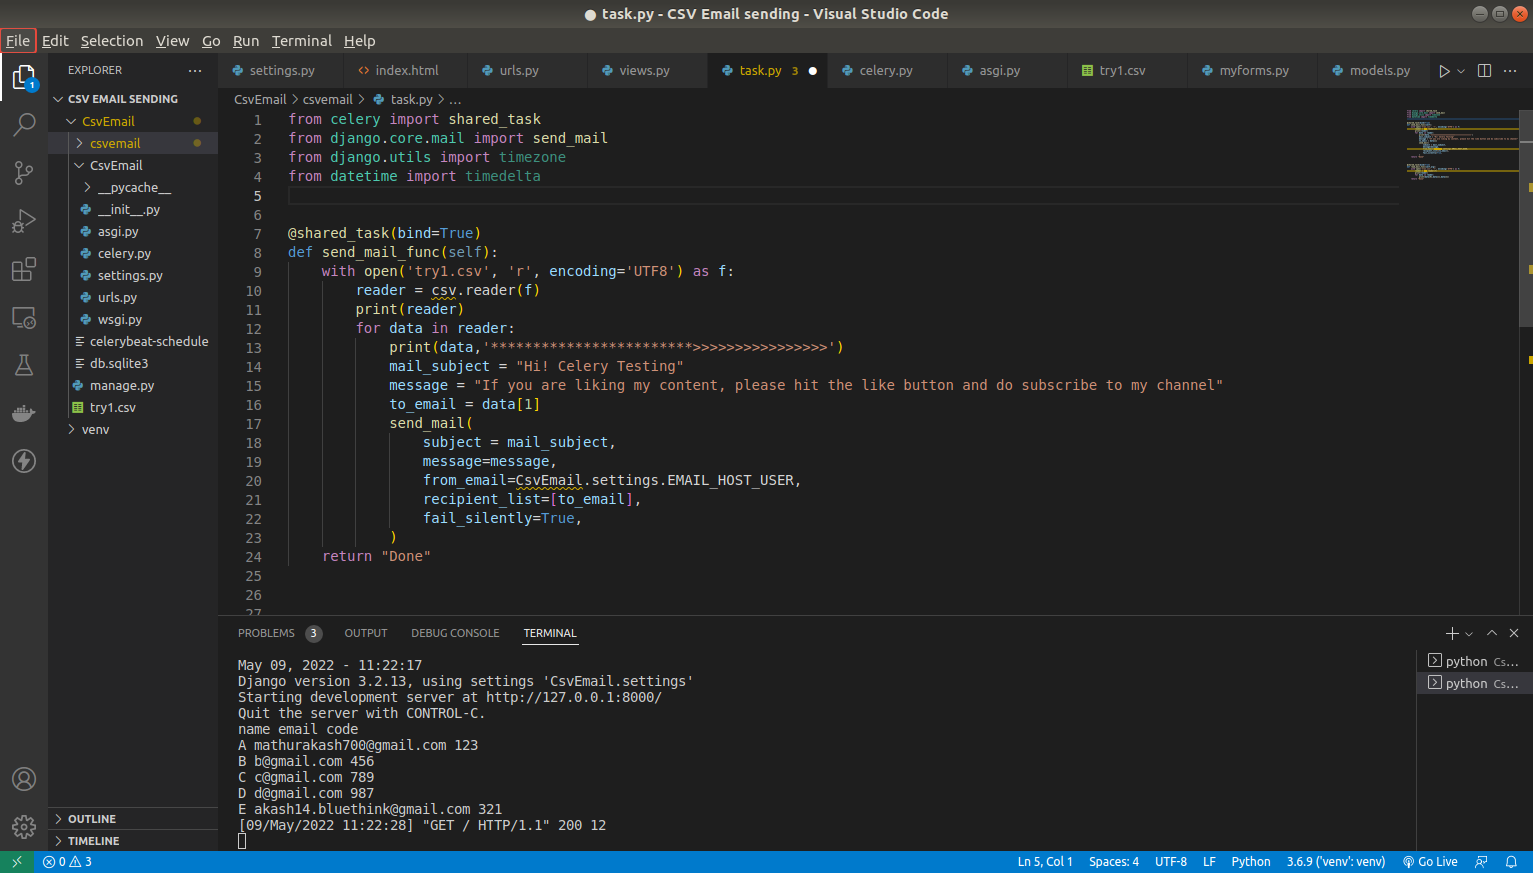 ● task.py - CSV Email sending - Visual Studio Code
File Edit Selection View Go Run Terminal Help
EXPLORER ...
settings.py index.html urls.py views.py task.py 3 ● celery.py asgi.py try1.csv myforms.py models.py ...
CsvEmail > csvemail > task.py > ...
1
CSV EMAIL SENDING
CsvEmail
csvemail
CsvEmail
__pycache__
__init__.py
asgi.py
celery.py
settings.py
urls.py
wsgi.py
celerybeat-schedule
db.sqlite3
manage.py
try1.csv
venv
OUTLINE
TIMELINE
1 from celery import shared_task
2 from django.core.mail import send_mail
3 from django.utils import timezone
4 from datetime import timedelta
5
6
7 @shared_task(bind=True)
8 def send_mail_func(self):
9 with open('try1.csv', 'r', encoding='UTF8') as f:
10 reader = csv.reader(f)
11 print(reader)
12 for data in reader:
13 print(data,'************************>>>>>>>>>>>>>>>>')
14 mail_subject = "Hi! Celery Testing"
15 message = "If you are liking my content, please hit the like button and do subscribe to my channel"
16 to_email = data[1]
17 send_mail(
18 subject = mail_subject,
19 message=message,
20 from_email=CsvEmail.settings.EMAIL_HOST_USER,
21 recipient_list=[to_email],
22 fail_silently=True,
23 )
24 return "Done"
25
26
27
PROBLEMS 3 OUTPUT DEBUG CONSOLE TERMINAL
May 09, 2022 - 11:22:17
Django version 3.2.13, using settings 'CsvEmail.settings'
Starting development server at http://127.0.0.1:8000/
Quit the server with CONTROL-C.
name email code
A mathurakash700@gmail.com 123
B b@gmail.com 456
C c@gmail.com 789
D d@gmail.com 987
E akash14.bluethink@gmail.com 321
[09/May/2022 11:22:28] "GET / HTTP/1.1" 200 12
python Cs...
python Cs...
0 3 Ln 5, Col 1 Spaces: 4 UTF-8 LF Python 3.6.9 ('venv': venv) Go Live